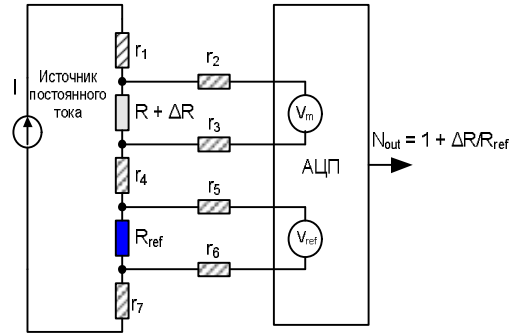 r1
r2
Источник
постоянного
тока
I
R + ΔR
Vm
r3
Nout = 1 + ΔR/Rref
АЦП
r4
r5
Rref
Vref
r6
r7